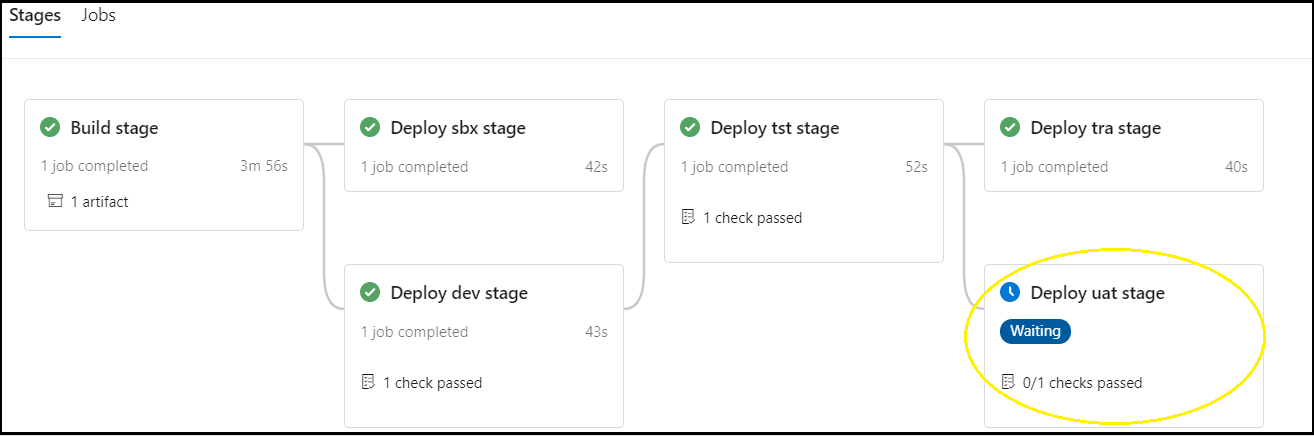 Stages Jobs
Build stage
1 job completed 3m 56s
1 artifact
Deploy sbx stage
1 job completed 42s
Deploy dev stage
1 job completed 43s
1 check passed
Deploy tst stage
1 job completed 52s
1 check passed
Deploy tra stage
1 job completed 40s
Deploy uat stage
Waiting
0/1 checks passed